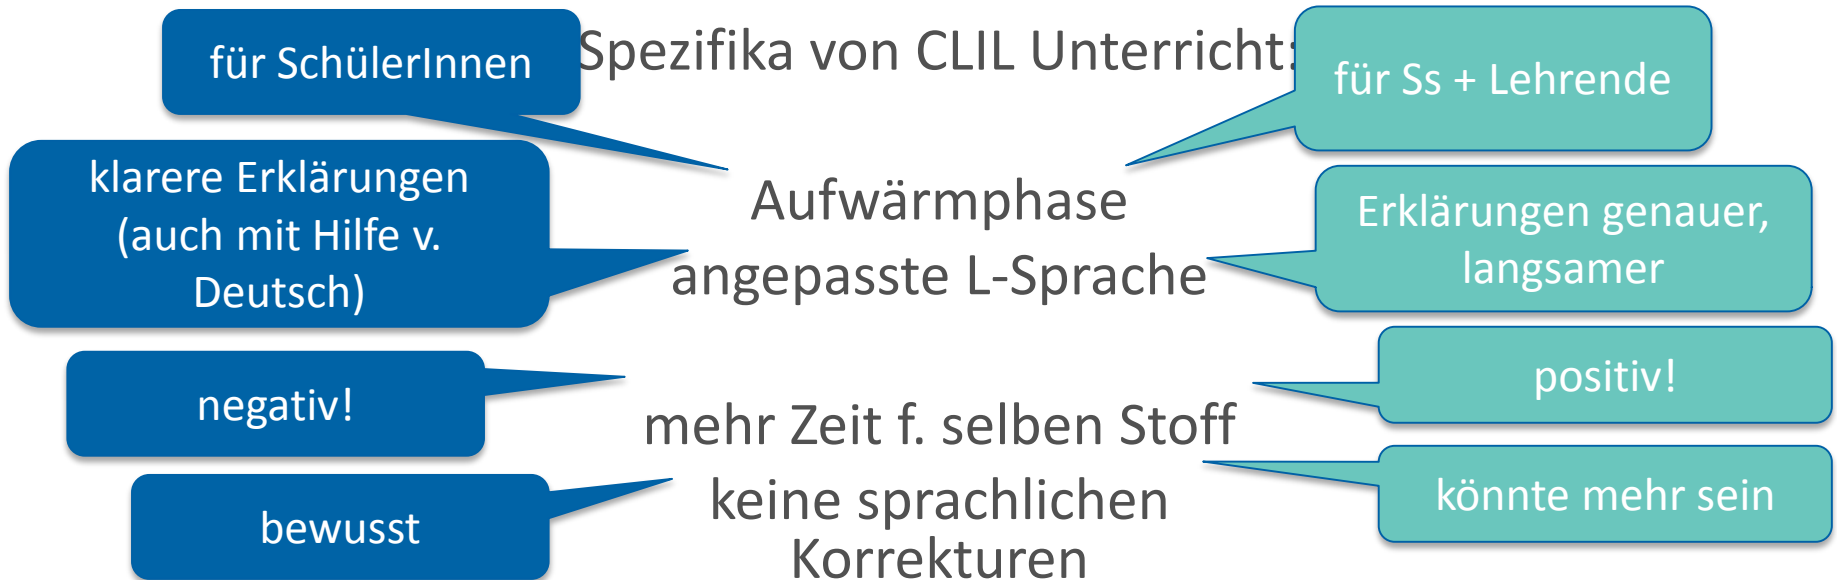 Spezifika von CLIL Unterricht:
für SchülerInnen
für Ss + Lehrende
Aufwärmphase
klarere Erklärungen
(auch mit Hilfe v.
Deutsch)
angepasste L-Sprache
Erklärungen genauer,
langsamer
negativ!
positiv!
mehr Zeit f. selben Stoff
bewusst
keine sprachlichen
Korrekturen
könnte mehr sein